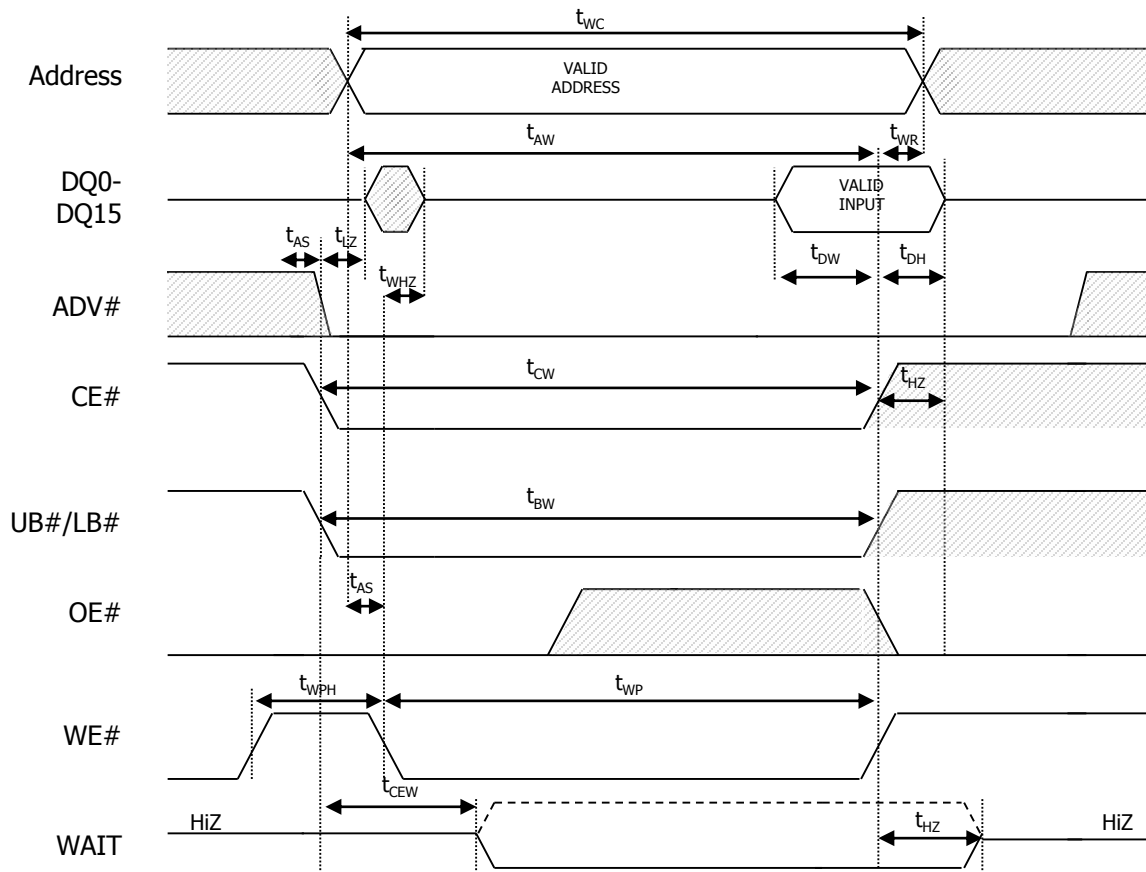 tWC
Address
VALID
ADDRESS
tAW
tWR
DQ0-
DQ15
VALID
INPUT
tAS
tLZ
tWHZ
tDW
tDH
ADV#
tCW
tHZ
CE#
tBW
UB#/LB#
tAS
OE#
tWPH
tWP
WE#
tCEW
HiZ
tHZ
HiZ
WAIT